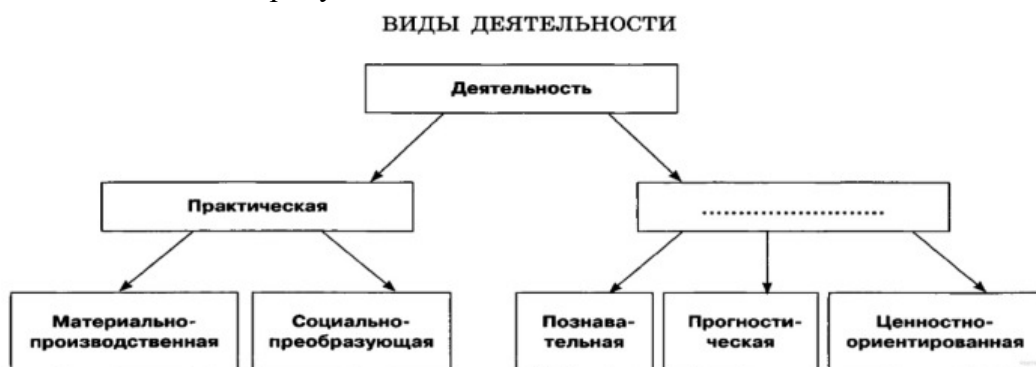 ВИДЫ ДЕЯТЕЛЬНОСТИ
Деятельность
Практическая
..........................
Материально-
производственная
Социально-
преобразующая
Познава-
тельная
Прогности-
ческая
Ценностно-
ориентированная